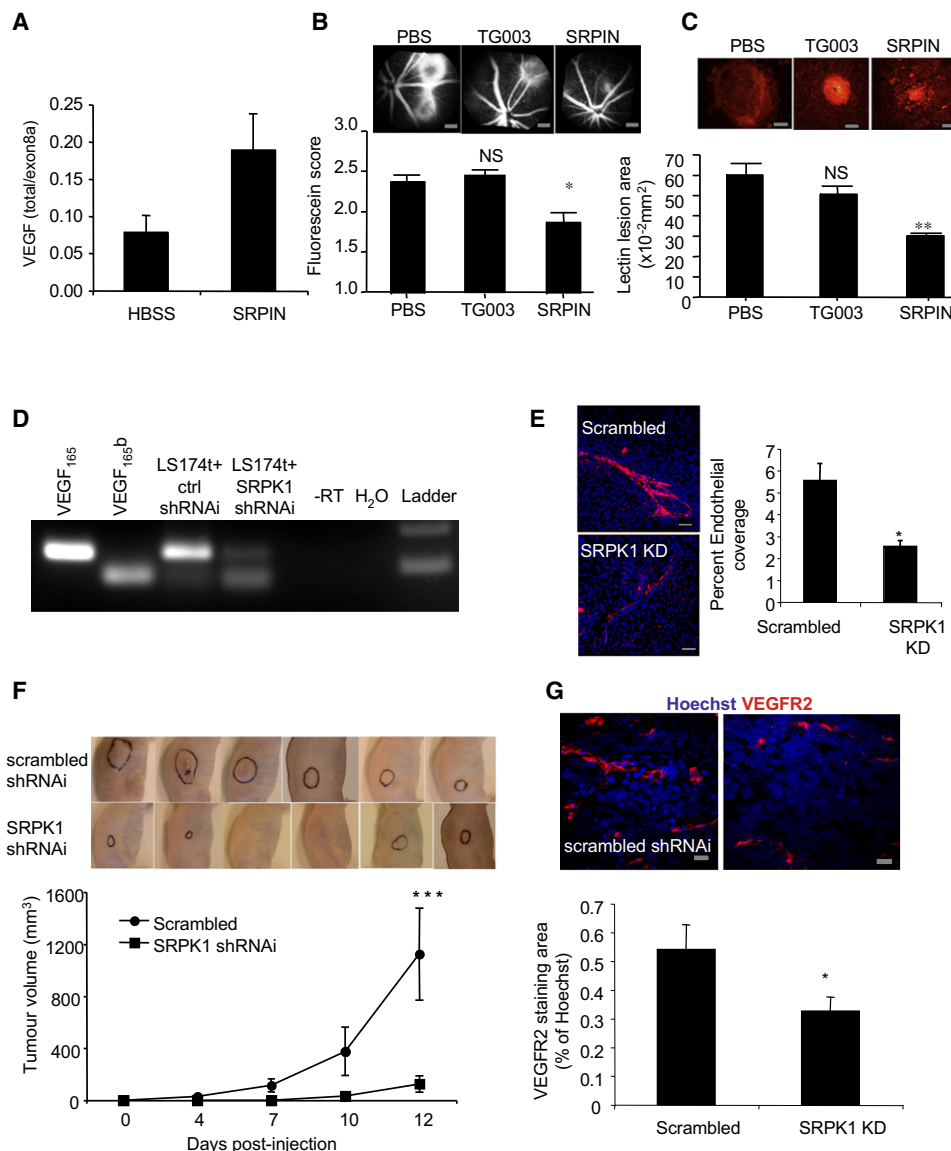 A
VEGF (total/exon8a)
0.25
0.20
0.15
0.10
0.05
0.00
HBSS
SRPIN
B
PBS
TG003
SRPIN
Fluorescein score
3.0
2.5
2.0
1.5
1.0
NS
*
PBS
TG003
SRPIN
C
PBS
TG003
SRPIN
Lectin lesion area
(x10⁻²mm²)
70
60
50
40
30
20
10
0
NS
**
PBS
TG003
SRPIN
D
VEGF₁₆₅
VEGF₁₆₅b
LS174t+
ctrl
shRNAi
LS174t+
SRPK1
shRNAi
-RT
H₂O
Ladder
E
Scrambled
SRPK1 KD
Percent Endothelial
coverage
7
6
5
4
3
2
1
0
*
Scrambled
SRPK1
KD
F
scrambled
shRNAi
SRPK1
shRNAi
Tumour volume (mm³)
1600
1200
800
400
0
Scrambled
SRPK1 shRNAi
***
0
4
7
10
12
Days post-injection
G
Hoechst VEGFR2
scrambled shRNAi
VEGFR2 staining area
(% of Hoechst)
0.7
0.6
0.5
0.4
0.3
0.2
0.1
0
*
Scrambled
SRPK1 KD